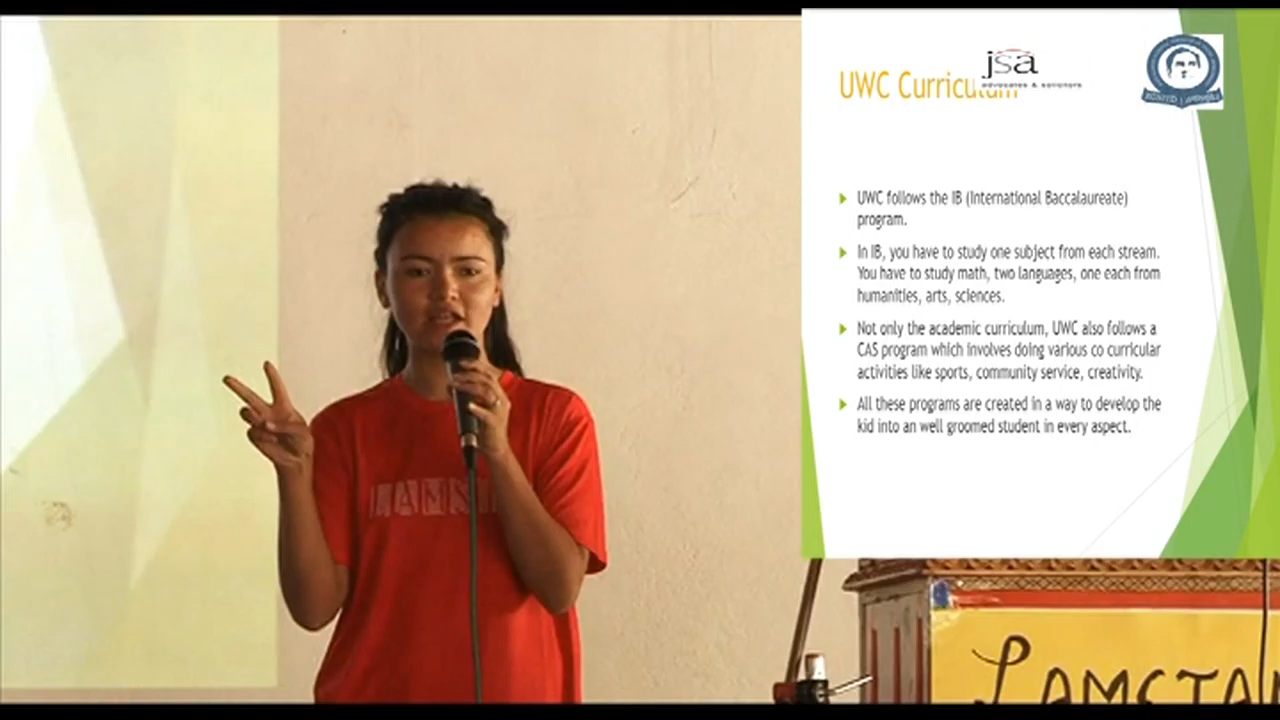 UWC Curriculum
jsa
advocates & solicitors
UWC follows the IB (International Baccalaureate)
program.
In IB, you have to study one subject from each stream.
You have to study math, two languages, one each from
humanities, arts, sciences.
Not only the academic curriculum, UWC also follows a
CAS program which involves doing various co curricular
activities like sports, community service, creativity.
All these programs are created in a way to develop the
kid into an well groomed student in every aspect.
LAMS
LAMSTA